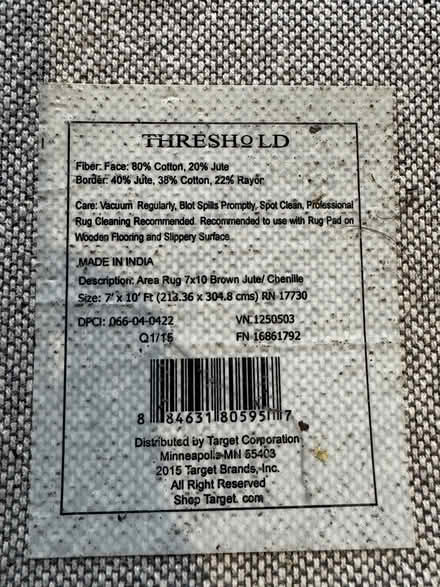 THRESHOLD
Fiber: Face: 80% Cotton, 20% Jute
Border: 40% Jute, 38% Cotton, 22% Rayon
Care: Vacuum Regularly, Blot Spills Promptly, Spot Clean, Professional
Rug Cleaning Recommended. Recommended to use with Rug Pad on
Wooden Flooring and Slippery Surface
MADE IN INDIA
Description: Area Rug 7x10 Brown Jute/ Chenille
Size: 7' x 10' Ft (213.36 x 304.8 cms) RN 17730
DPCI: 066-04-0422 VN 1250503
Q1/15 FN 16861792
8 84631 80595 7
Distributed by Target Corporation
Minneapolis MN 55403
2015 Target Brands, Inc.
All Right Reserved
Shop Target. com